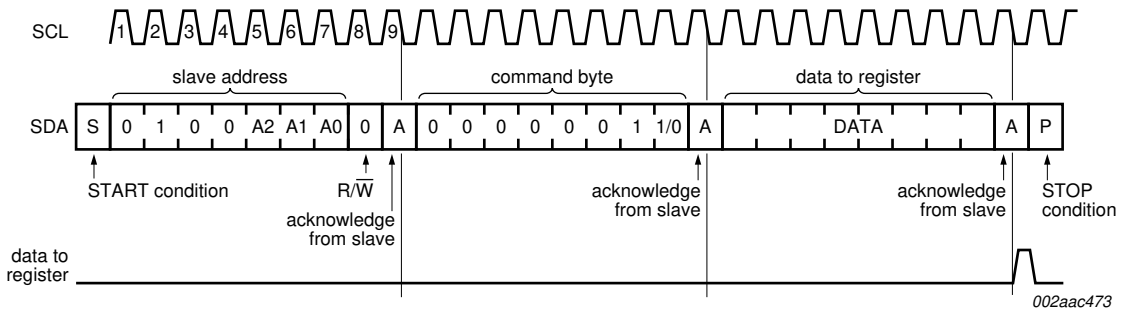 SCL 1 2 3 4 5 6 7 8 9
slave address command byte data to register
SDA S 0 1 0 0 A2 A1 A0 0 A 0 0 0 0 0 0 1 1/0 A DATA A P
START condition R/W̅ acknowledge acknowledge STOP
acknowledge from slave from slave condition
from slave
data to
register
002aac473